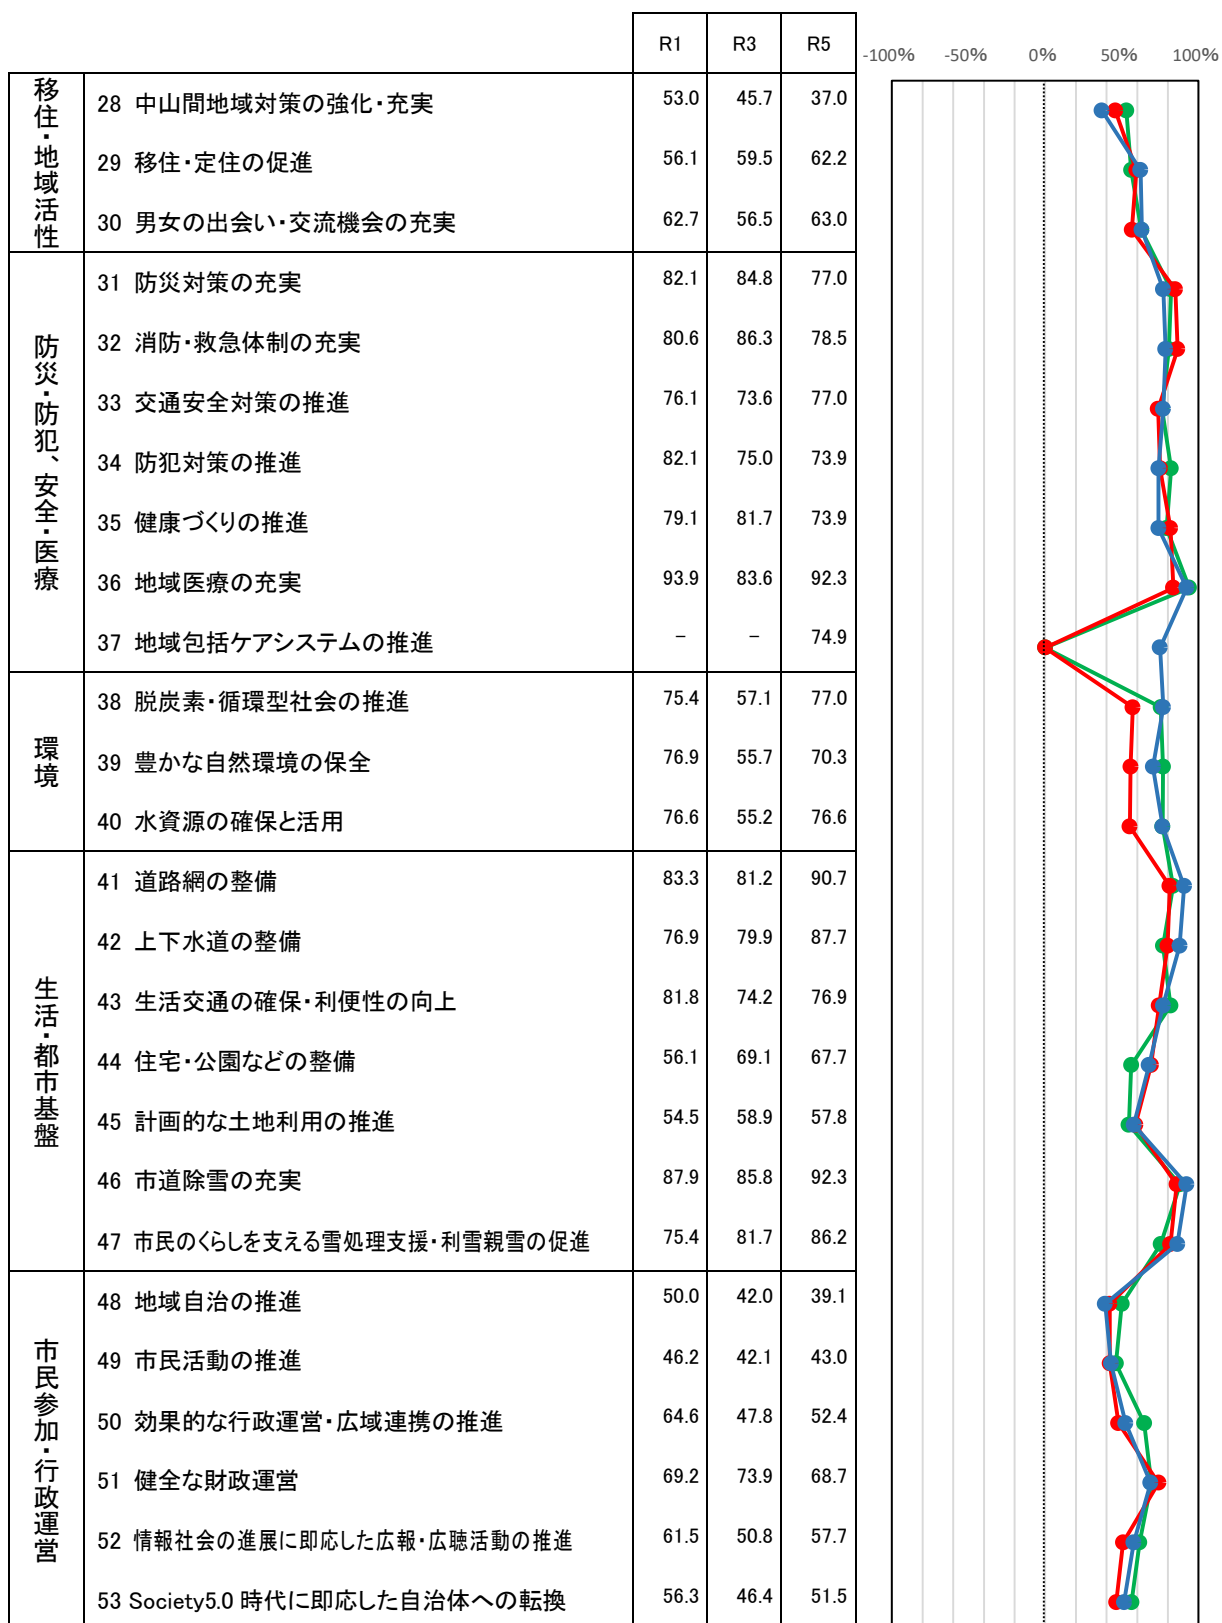 R1 R3 R5 -100% -50% 0% 50% 100%
移住・地域活性
28 中山間地域対策の強化・充実 53.0 45.7 37.0
29 移住・定住の促進 56.1 59.5 62.2
30 男女の出会い・交流機会の充実 62.7 56.5 63.0
防災・防犯、安全・医療
31 防災対策の充実 82.1 84.8 77.0
32 消防・救急体制の充実 80.6 86.3 78.5
33 交通安全対策の推進 76.1 73.6 77.0
34 防犯対策の推進 82.1 75.0 73.9
35 健康づくりの推進 79.1 81.7 73.9
36 地域医療の充実 93.9 83.6 92.3
37 地域包括ケアシステムの推進 － － 74.9
環境
38 脱炭素・循環型社会の推進 75.4 57.1 77.0
39 豊かな自然環境の保全 76.9 55.7 70.3
40 水資源の確保と活用 76.6 55.2 76.6
生活・都市基盤
41 道路網の整備 83.3 81.2 90.7
42 上下水道の整備 76.9 79.9 87.7
43 生活交通の確保・利便性の向上 81.8 74.2 76.9
44 住宅・公園などの整備 56.1 69.1 67.7
45 計画的な土地利用の推進 54.5 58.9 57.8
46 市道除雪の充実 87.9 85.8 92.3
47 市民のくらしを支える雪処理支援・利雪親雪の促進 75.4 81.7 86.2
市民参加・行政運営
48 地域自治の推進 50.0 42.0 39.1
49 市民活動の推進 46.2 42.1 43.0
50 効果的な行政運営・広域連携の推進 64.6 47.8 52.4
51 健全な財政運営 69.2 73.9 68.7
52 情報社会の進展に即応した広報・広聴活動の推進 61.5 50.8 57.7
53 Society5.0 時代に即応した自治体への転換 56.3 46.4 51.5